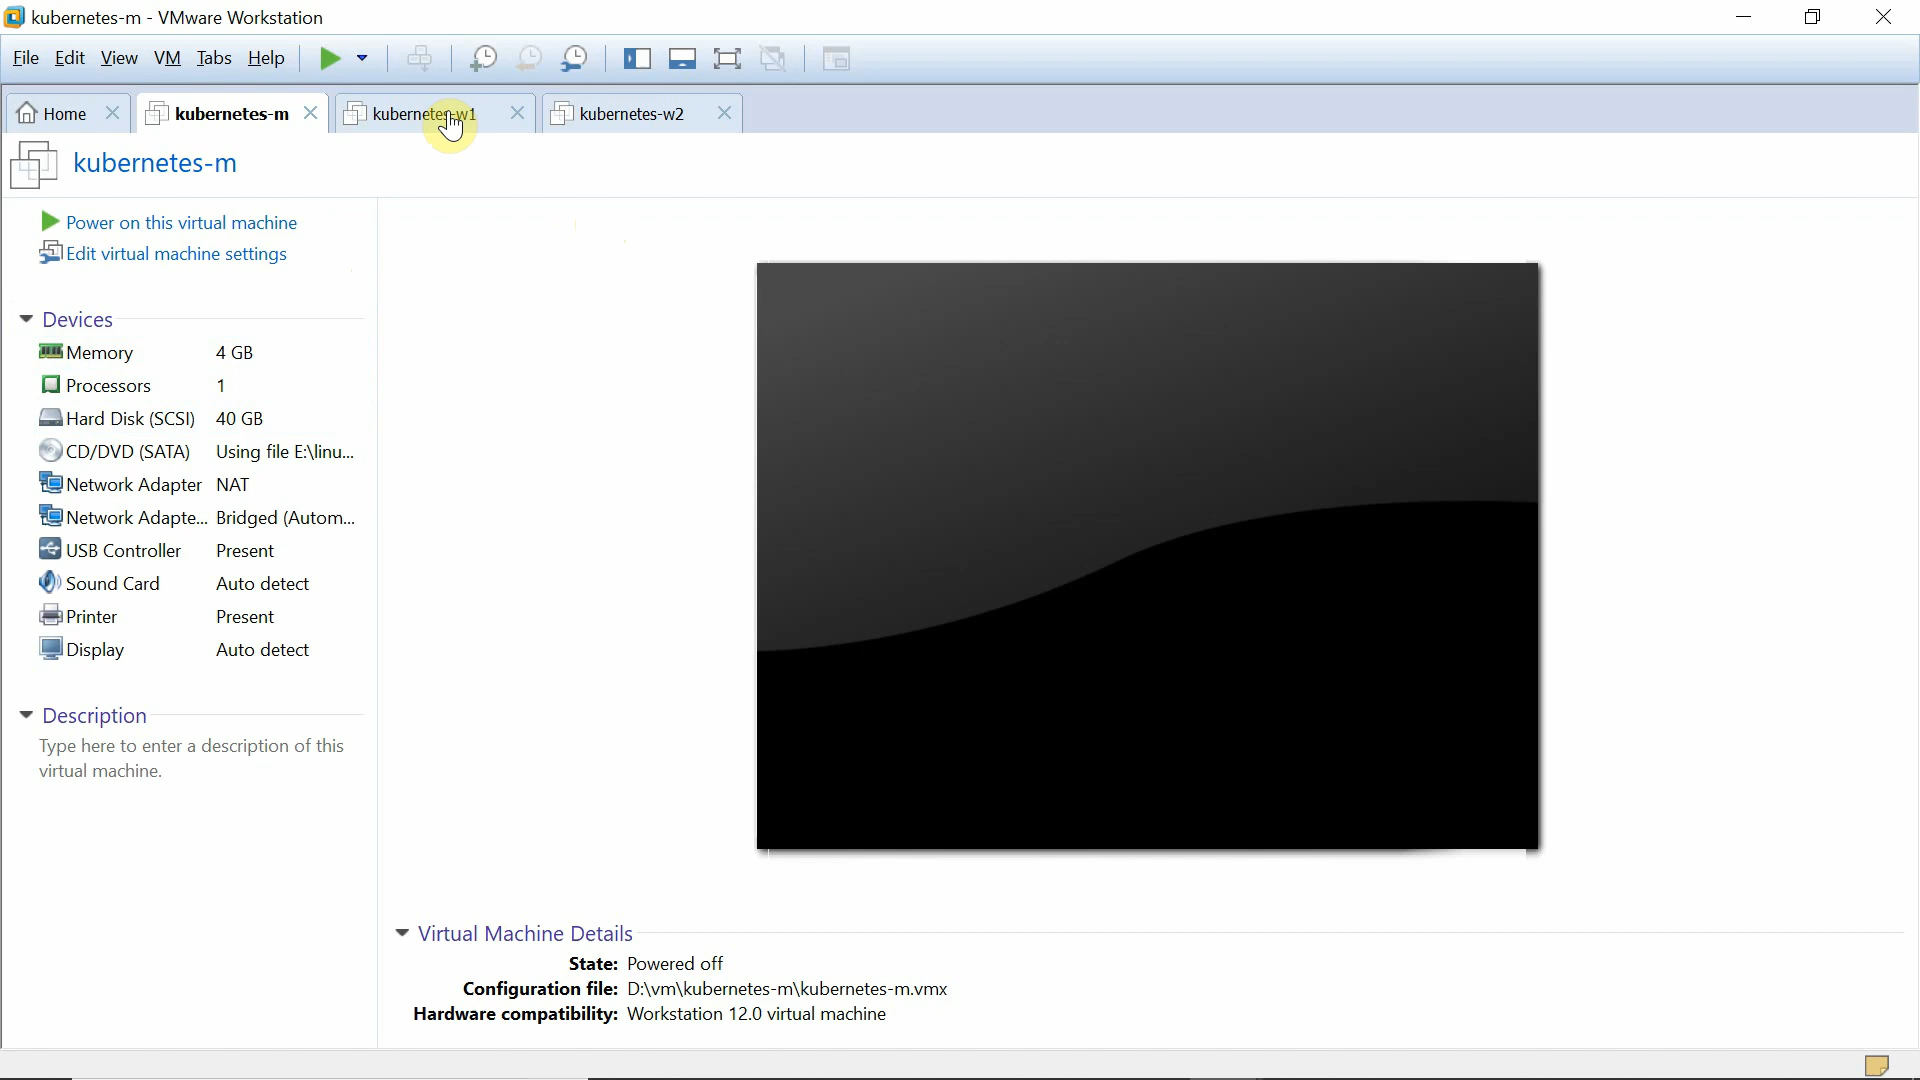 kubernetes-m - VMware Workstation
File Edit View VM Tabs Help
Home kubernetes-m kubernetes-w1 kubernetes-w2
kubernetes-m
Power on this virtual machine
Edit virtual machine settings
Devices
Memory 4 GB
Processors 1
Hard Disk (SCSI) 40 GB
CD/DVD (SATA) Using file E:\linu...
Network Adapter NAT
Network Adapte... Bridged (Autom...
USB Controller Present
Sound Card Auto detect
Printer Present
Display Auto detect
Description
Type here to enter a description of this
virtual machine.
Virtual Machine Details
State: Powered off
Configuration file: D:\vm\kubernetes-m\kubernetes-m.vmx
Hardware compatibility: Workstation 12.0 virtual machine